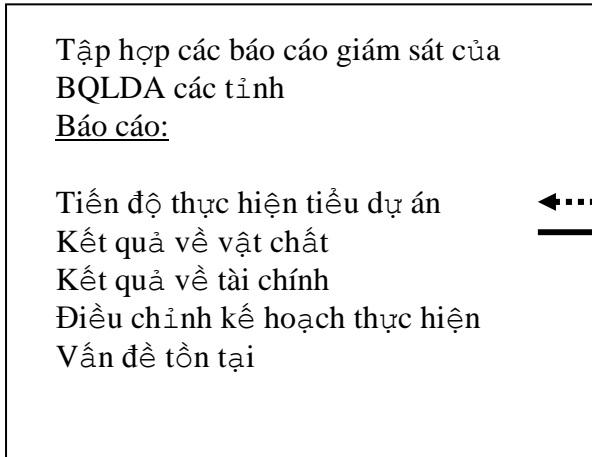 Tập hợp các báo cáo giám sát của
BQLDA các tỉnh
Báo cáo:
Tiến độ thực hiện tiểu dự án
Kết quả về vật chất
Kết quả về tài chính
Điều chỉnh kế hoạch thực hiện
Vấn đề tồn tại